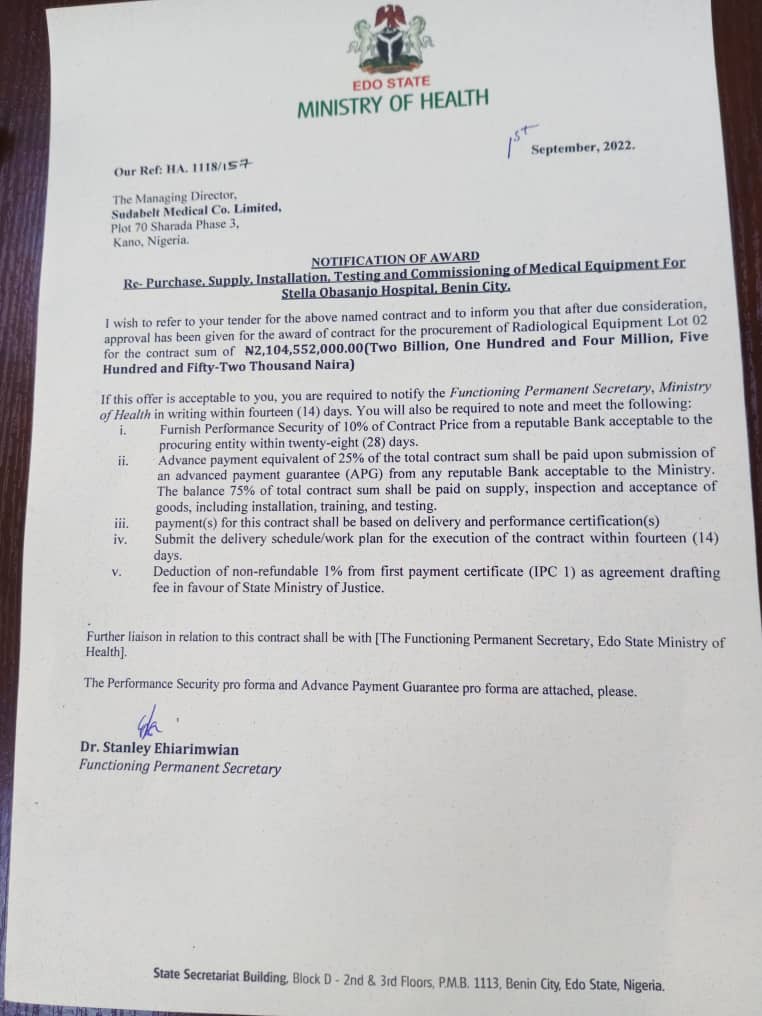 EDO STATE
MINISTRY OF HEALTH
1st September, 2022.
Our Ref: HA. 1118/157
The Managing Director,
Sudabelt Medical Co. Limited,
Plot 70 Sharada Phase 3,
Kano, Nigeria.
NOTIFICATION OF AWARD
Re- Purchase, Supply, Installation, Testing and Commissioning of Medical Equipment For
Stella Obasanjo Hospital, Benin City.
I wish to refer to your tender for the above named contract and to inform you that after due consideration,
approval has been given for the award of contract for the procurement of Radiological Equipment Lot 02
for the contract sum of ₦2,104,552,000.00(Two Billion, One Hundred and Four Million, Five
Hundred and Fifty-Two Thousand Naira)
If this offer is acceptable to you, you are required to notify the Functioning Permanent Secretary, Ministry
of Health in writing within fourteen (14) days. You will also be required to note and meet the following:
i. Furnish Performance Security of 10% of Contract Price from a reputable Bank acceptable to the
procuring entity within twenty-eight (28) days.
ii. Advance payment equivalent of 25% of the total contract sum shall be paid upon submission of
an advanced payment guarantee (APG) from any reputable Bank acceptable to the Ministry.
The balance 75% of total contract sum shall be paid on supply, inspection and acceptance of
goods, including installation, training, and testing.
iii. payment(s) for this contract shall be based on delivery and performance certification(s)
iv. Submit the delivery schedule/work plan for the execution of the contract within fourteen (14)
days.
v. Deduction of non-refundable 1% from first payment certificate (IPC 1) as agreement drafting
fee in favour of State Ministry of Justice.
.
Further liaison in relation to this contract shall be with [The Functioning Permanent Secretary, Edo State Ministry of
Health].
The Performance Security pro forma and Advance Payment Guarantee pro forma are attached, please.
Dr. Stanley Ehiarimwian
Functioning Permanent Secretary
State Secretariat Building, Block D - 2nd & 3rd Floors, P.M.B. 1113, Benin City, Edo State, Nigeria.